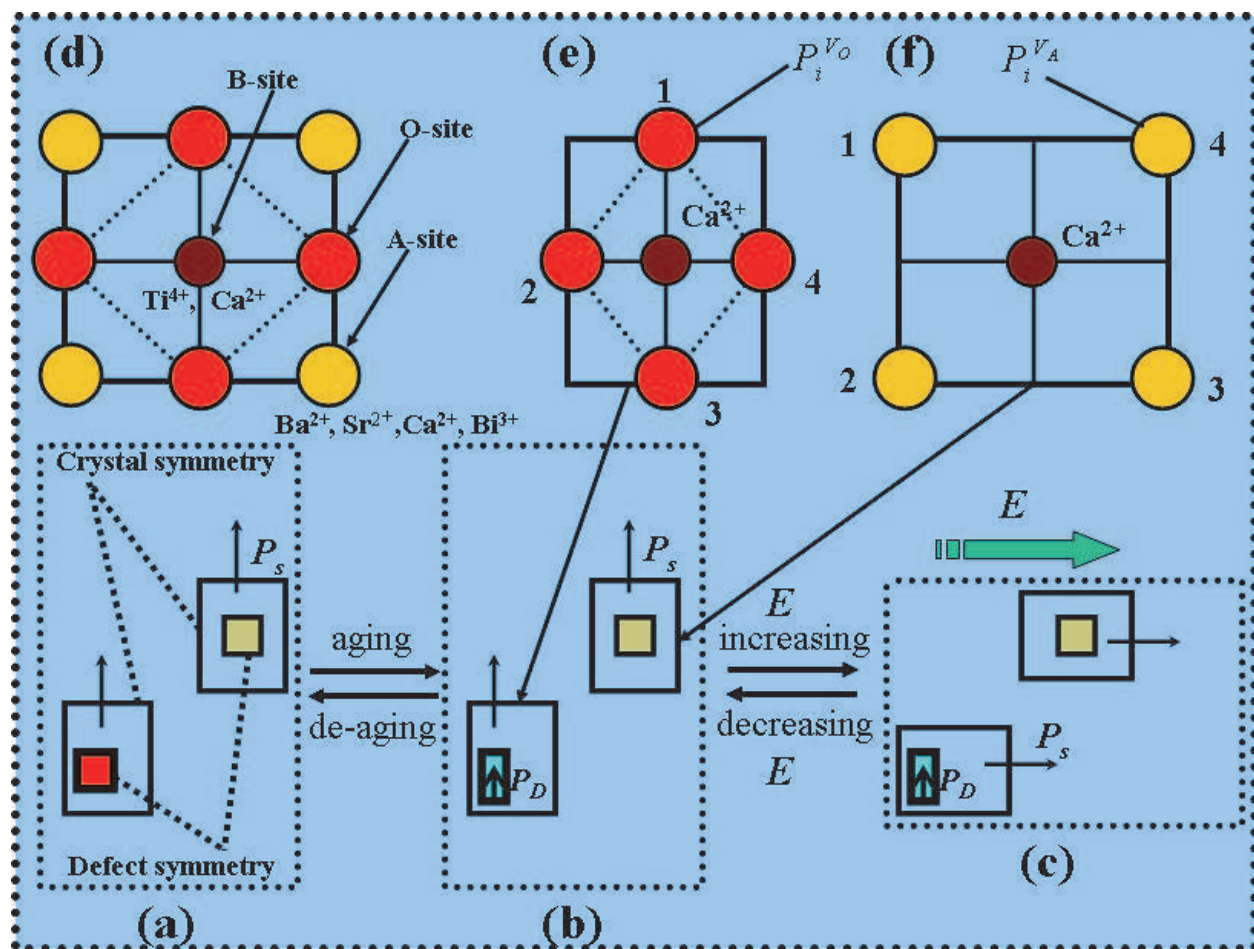 (d)
B-site
O-site
A-site
Ti⁴⁺, Ca²⁺
Ba²⁺, Sr²⁺,Ca²⁺, Bi³⁺
(e)
P_i^{V_O}
1
Ca²⁺
2
4
3
(f)
P_i^{V_A}
1
4
Ca²⁺
2
3
Crystal symmetry
P_s
Defect symmetry
(a)
aging
de-aging
P_s
P_D
(b)
E
increasing
decreasing
E
E
P_s
P_D
(c)